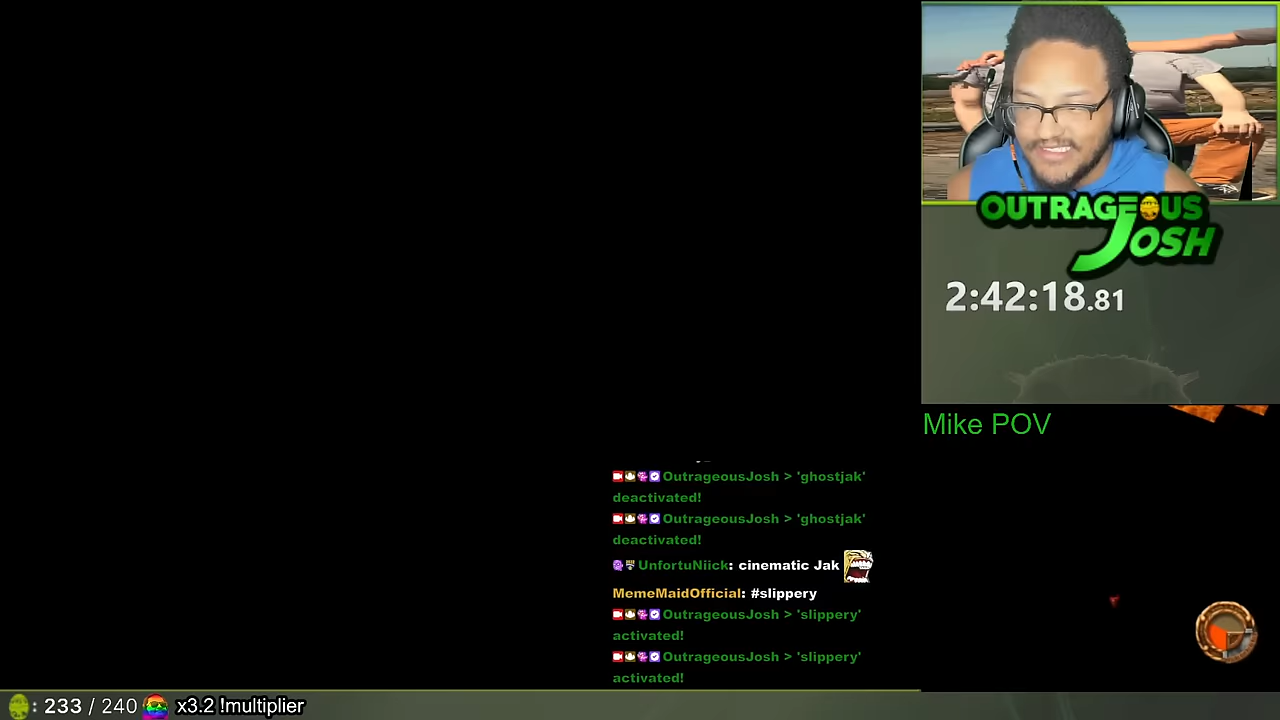 OUTRAGEOUS
JOSH
2:42:18.81
Mike POV
OutrageousJosh > 'ghostjak'
deactivated!
OutrageousJosh > 'ghostjak'
deactivated!
UnfortuNiick: cinematic Jak
MemeMaidOfficial: #slippery
OutrageousJosh > 'slippery'
activated!
OutrageousJosh > 'slippery'
activated!
: 233 / 240 x3.2 !multiplier